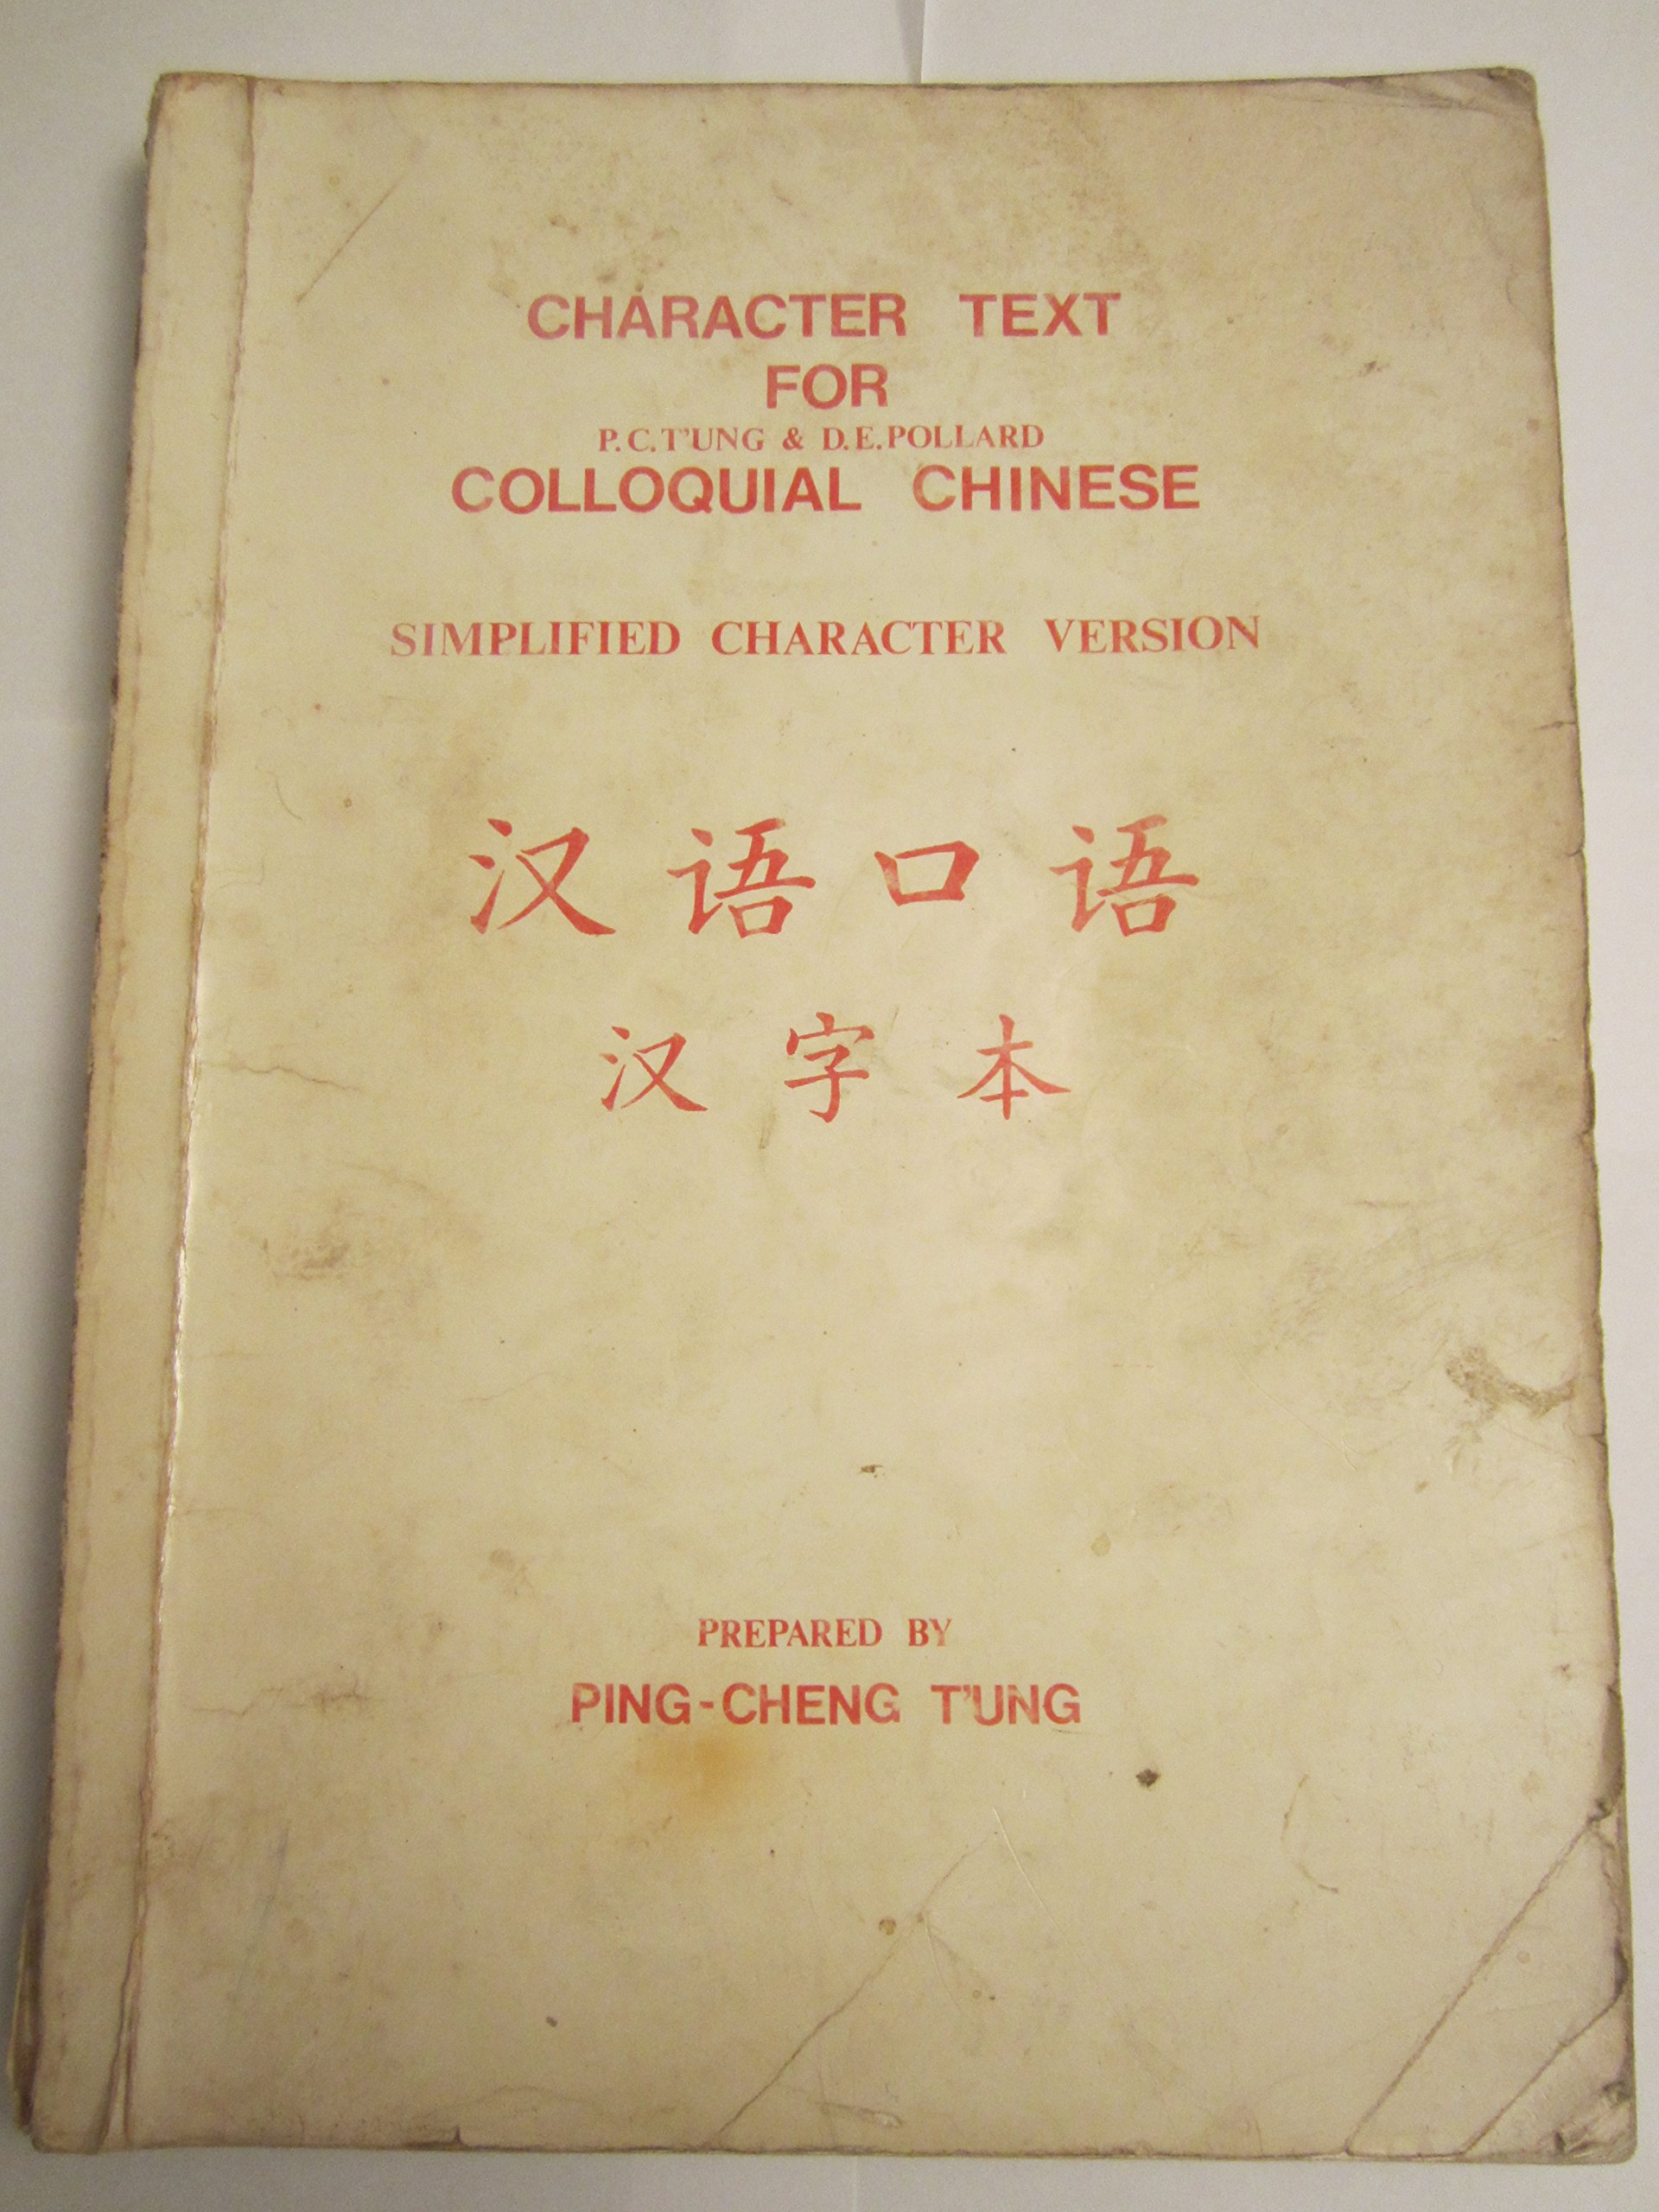 CHARACTER TEXT
FOR
P.C.T'UNG & D.E.POLLARD
COLLOQUIAL CHINESE
SIMPLIFIED CHARACTER VERSION
汉语口语
汉字本
PREPARED BY
PING-CHENG T'UNG